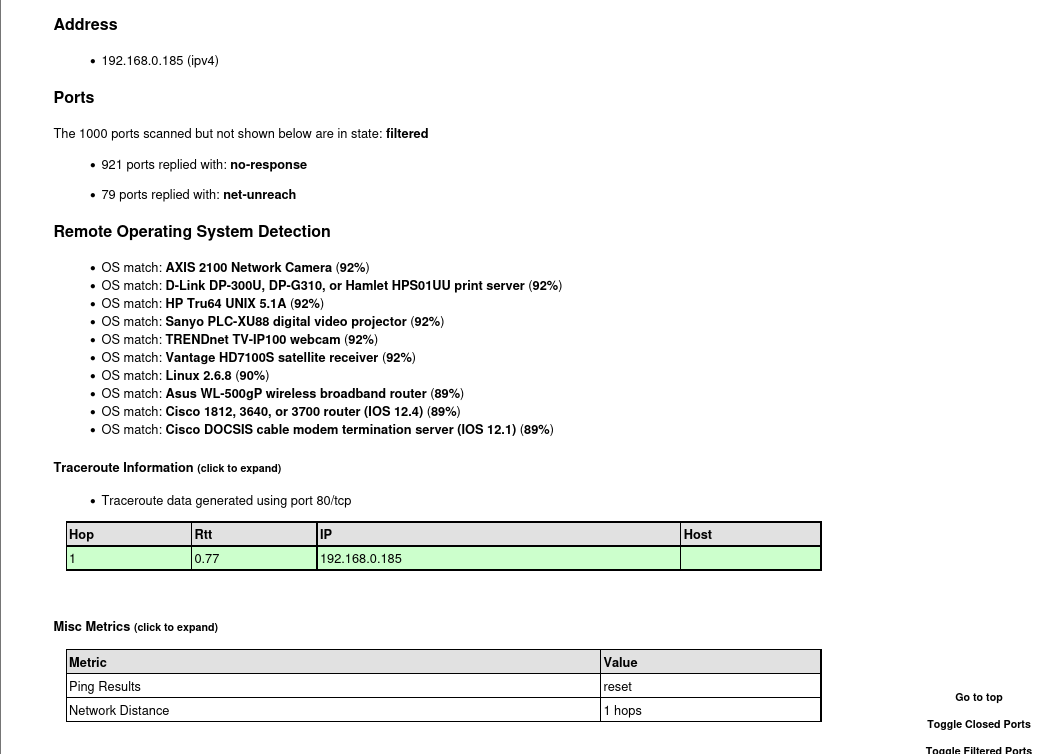 Address
• 192.168.0.185 (ipv4)
Ports
The 1000 ports scanned but not shown below are in state: filtered
• 921 ports replied with: no-response
• 79 ports replied with: net-unreach
Remote Operating System Detection
• OS match: AXIS 2100 Network Camera (92%)
• OS match: D-Link DP-300U, DP-G310, or Hamlet HPS01UU print server (92%)
• OS match: HP Tru64 UNIX 5.1A (92%)
• OS match: Sanyo PLC-XU88 digital video projector (92%)
• OS match: TRENDnet TV-IP100 webcam (92%)
• OS match: Vantage HD7100S satellite receiver (92%)
• OS match: Linux 2.6.8 (90%)
• OS match: Asus WL-500gP wireless broadband router (89%)
• OS match: Cisco 1812, 3640, or 3700 router (IOS 12.4) (89%)
• OS match: Cisco DOCSIS cable modem termination server (IOS 12.1) (89%)
Traceroute Information (click to expand)
• Traceroute data generated using port 80/tcp
Hop Rtt IP Host
1 0.77 192.168.0.185
Misc Metrics (click to expand)
Metric Value
Ping Results reset
Network Distance 1 hops
Go to top
Toggle Closed Ports
Toggle Filtered Ports